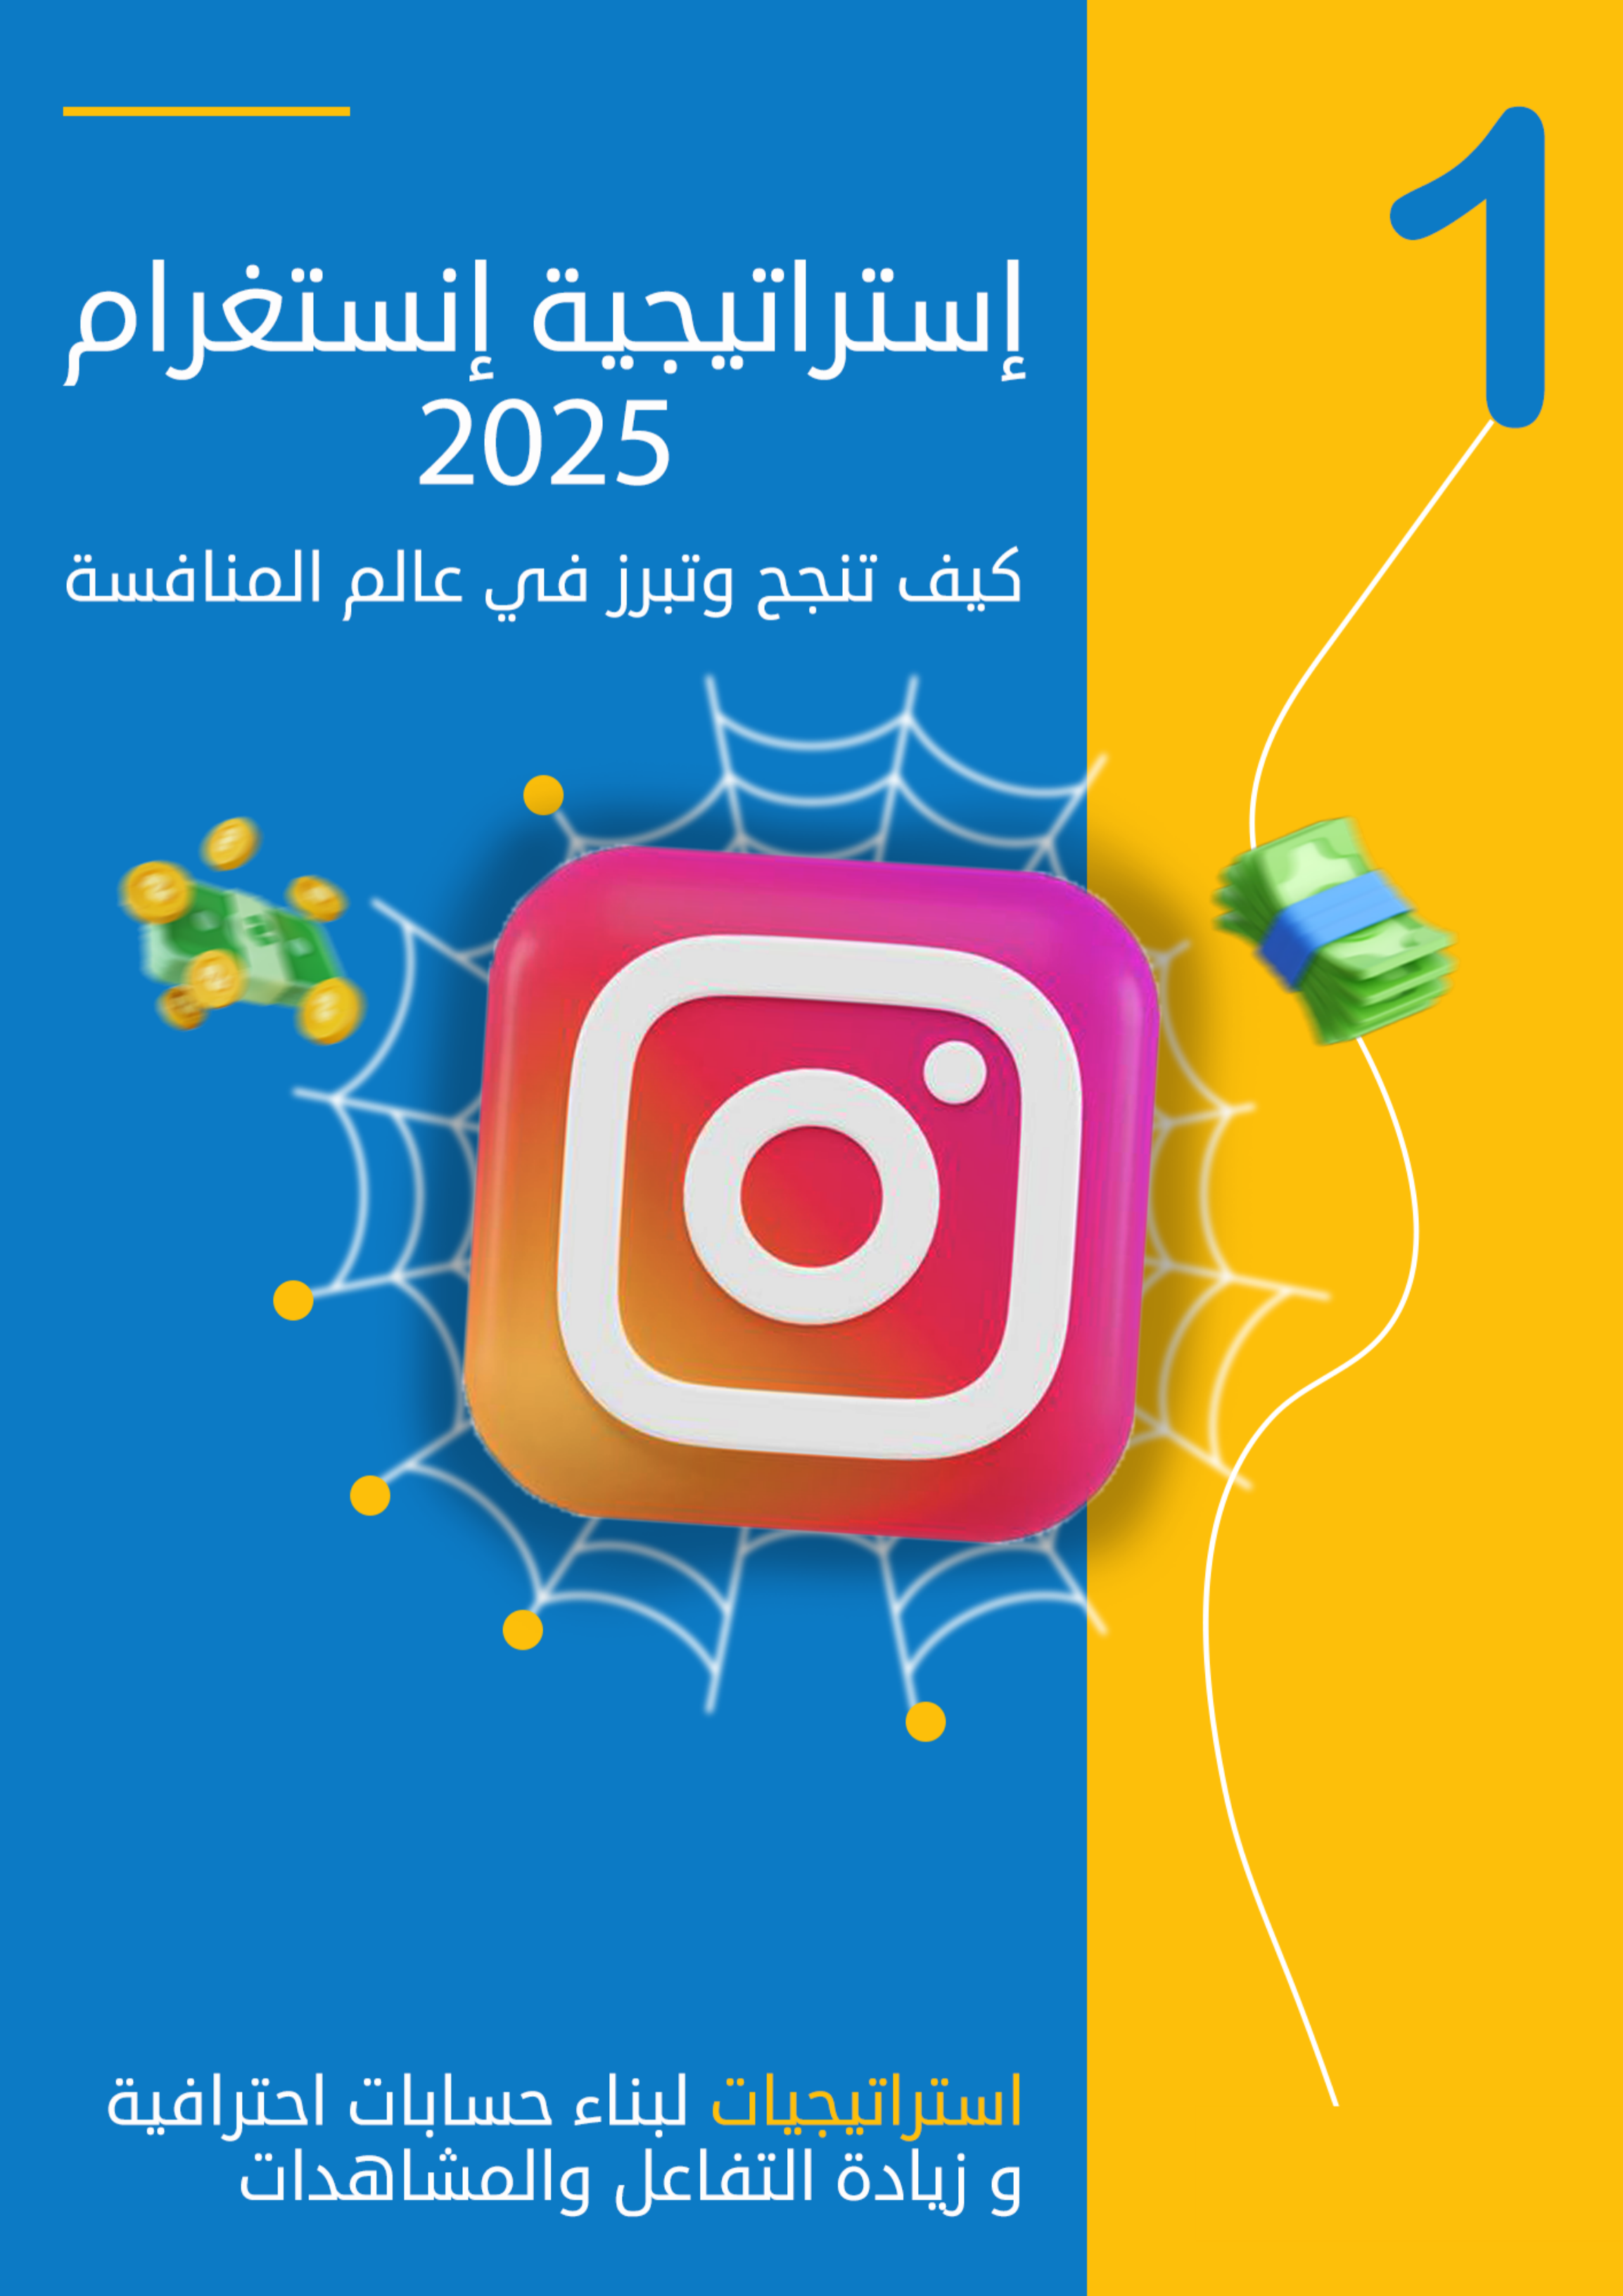 1
إستراتيجية إنستغرام
2025
كيف تنجح وتبرز في عالم المنافسة
استراتيجيات لبناء حسابات احترافية
و زيادة التفاعل والمشاهدات